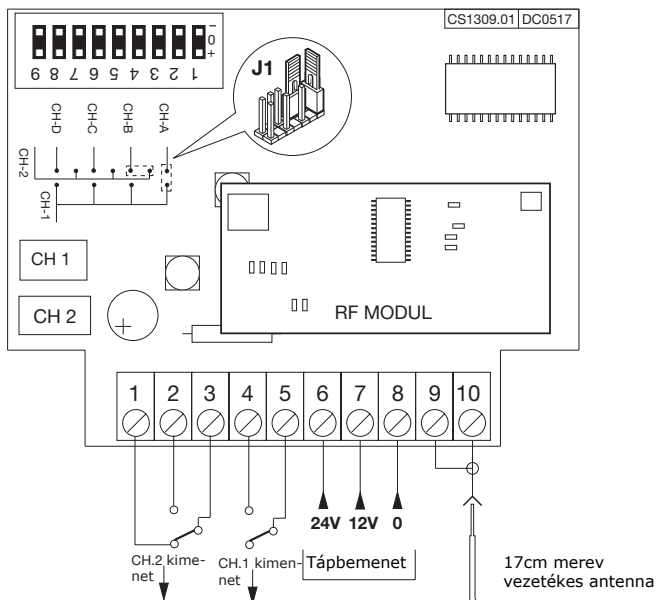 CS1309.01 DC0517
-
0
+
9 8 7 6 5 4 3 2 1
J1
CH-D CH-C CH-B CH-A
CH-2
CH-1
CH 1
CH 2
+
RF MODUL
1 2 3 4 5 6 7 8 9 10
24V 12V 0
CH.2 kime-
net
CH.1 kimen-
net
Tápbemenet
17cm merev
vezetékes antenna